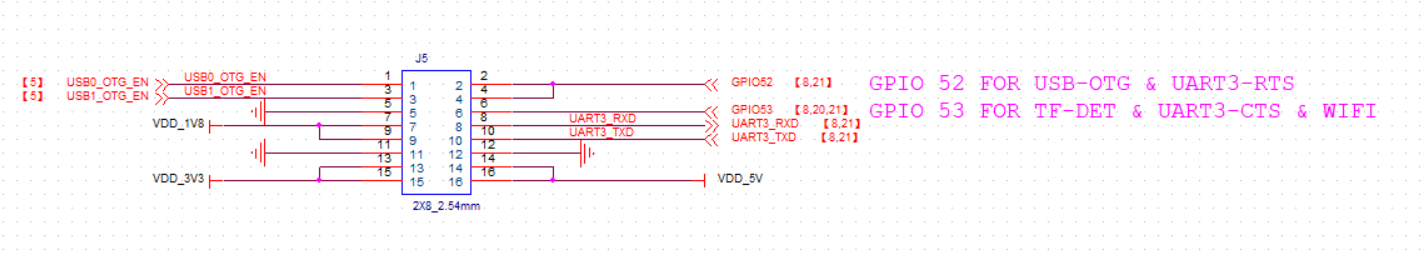 J5
【5】 USB0_OTG_EN USB0_OTG_EN 1 1 2 2 GPIO52 【8,21】 GPIO 52 FOR USB-OTG & UART3-RTS
【5】 USB1_OTG_EN USB1_OTG_EN 3 3 4 4
5 5 6 6 GPIO53 【8,20,21】 GPIO 53 FOR TF-DET & UART3-CTS & WIFI
VDD_1V8 7 7 8 8 UART3_RXD UART3_RXD 【8,21】
9 9 10 10 UART3_TXD UART3_TXD 【8,21】
11 11 12 12
13 13 14 14
VDD_3V3 15 15 16 16 VDD_5V
2X8_2.54mm